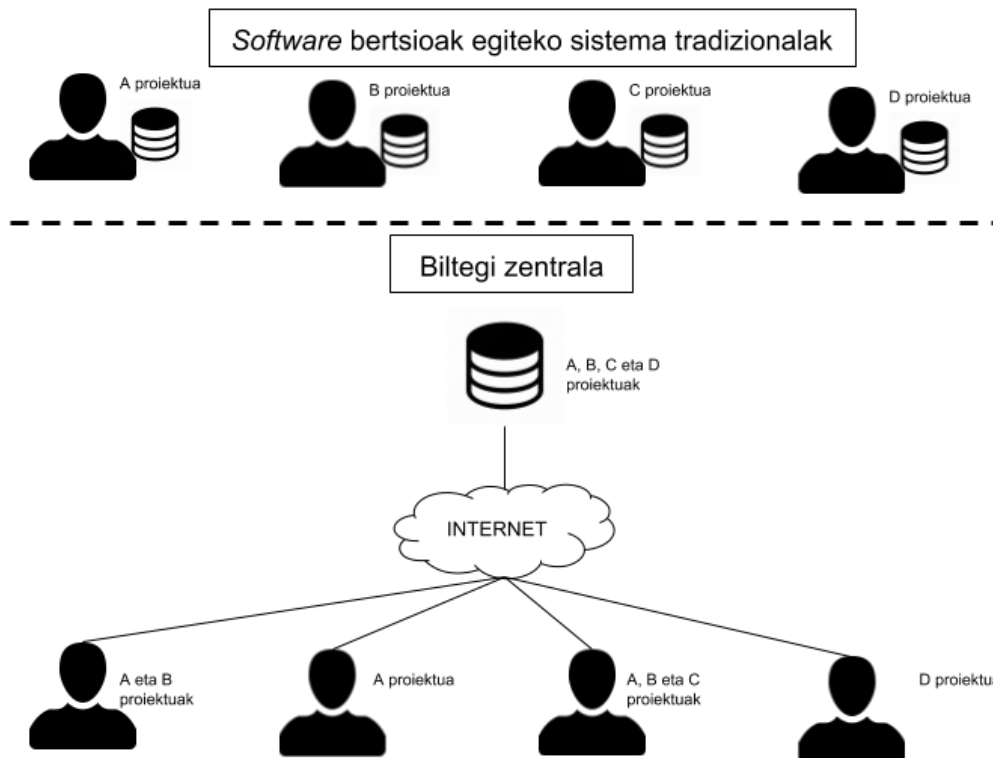 Software bertsioak egiteko sistema tradizionalak
A proiektua
B proiektua
C proiektua
D proiektua
Biltegi zentrala
A, B, C eta D
proiektuak
INTERNET
A eta B
proiektuak
A proiektua
A, B eta C
proiektuak
D proiektua